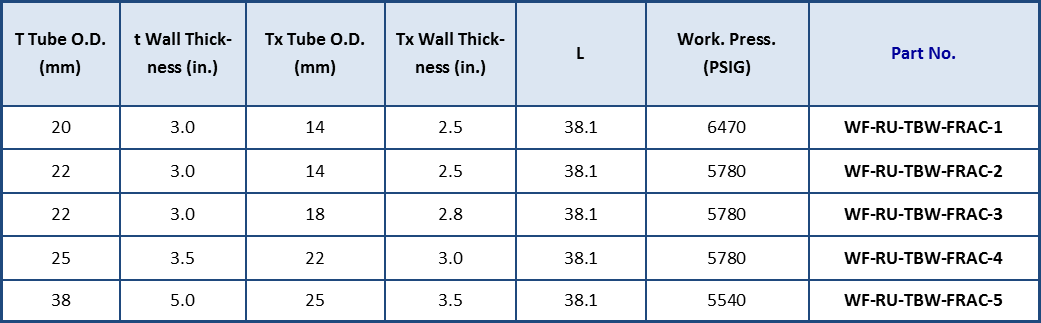 T Tube O.D. (mm) t Wall Thick-ness (in.) Tx Tube O.D. (mm) Tx Wall Thick-ness (in.) L Work. Press. (PSIG) Part No.
20 3.0 14 2.5 38.1 6470 WF-RU-TBW-FRAC-1
22 3.0 14 2.5 38.1 5780 WF-RU-TBW-FRAC-2
22 3.0 18 2.8 38.1 5780 WF-RU-TBW-FRAC-3
25 3.5 22 3.0 38.1 5780 WF-RU-TBW-FRAC-4
38 5.0 25 3.5 38.1 5540 WF-RU-TBW-FRAC-5